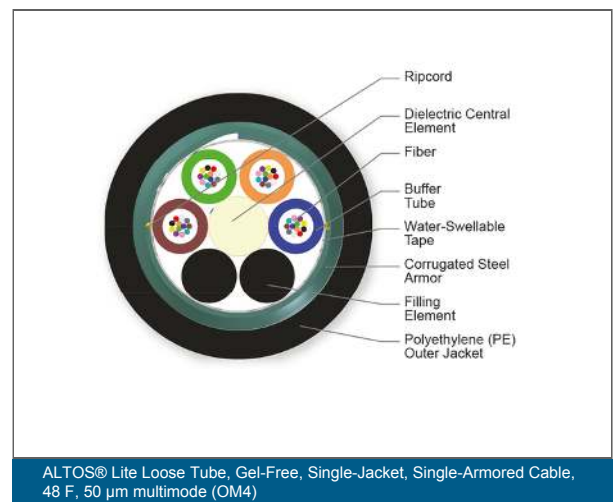 Ripcord
Dielectric Central
Element
Fiber
Buffer
Tube
Water-Swellable
Tape
Corrugated Steel
Armor
Filling
Element
Polyethylene (PE)
Outer Jacket
ALTOS® Lite Loose Tube, Gel-Free, Single-Jacket, Single-Armored Cable,
48 F, 50 µm multimode (OM4)